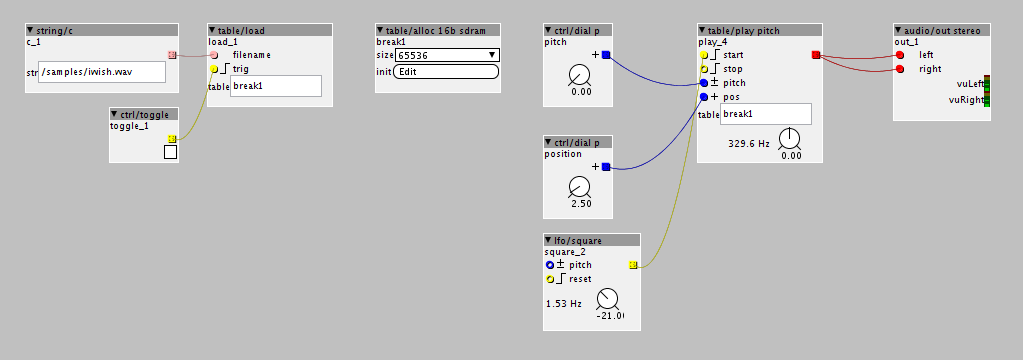 string/c
c_1
str /samples/iwish.wav
ctrl/toggle
toggle_1
table/load
load_1
filename
trig
table break1
table/alloc 16b sdram
break1
size 65536
init Edit
ctrl/dial p
pitch
+
0.00
ctrl/dial p
position
+
2.50
lfo/square
square_2
± pitch
reset
1.53 Hz
-21.0
table/play pitch
play_4
start
stop
± pitch
+ pos
table break1
329.6 Hz
0.00
audio/out stereo
out_1
left
right
vuLeft
vuRight